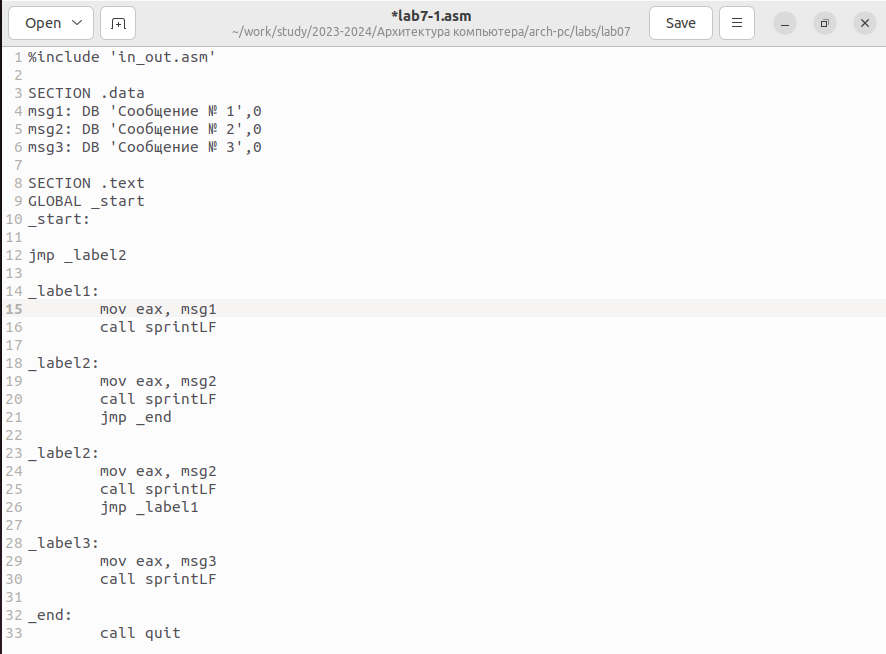 Open
*lab7-1.asm
~/work/study/2023-2024/Архитектура компьютера/arch-pc/labs/lab07
Save
1 %include 'in_out.asm'
2
3 SECTION .data
4 msg1: DB 'Сообщение № 1',0
5 msg2: DB 'Сообщение № 2',0
6 msg3: DB 'Сообщение № 3',0
7
8 SECTION .text
9 GLOBAL _start
10 _start:
11
12 jmp _label2
13
14 _label1:
15         mov eax, msg1
16         call sprintLF
17
18 _label2:
19         mov eax, msg2
20         call sprintLF
21         jmp _end
22
23 _label2:
24         mov eax, msg2
25         call sprintLF
26         jmp _label1
27
28 _label3:
29         mov eax, msg3
30         call sprintLF
31
32 _end:
33         call quit